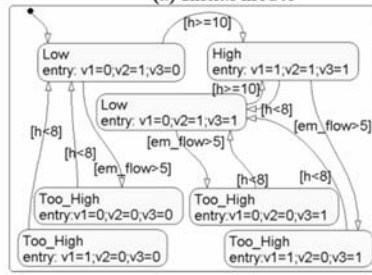 [h>=10]
Low
entry: v1=0;v2=1;v3=0
High
entry: v1=1;v2=1;v3=1
[h>=10]
Low
entry: v1=0;v2=1;v3=1
[h<8]
[h<8]
[h<8]
[em_flow>5]
[em_flow>5]
[em_flow>5]
[h<8]
[h<8]
Too_High
entry:v1=0;v2=0;v3=0
Too_High
entry:v1=0;v2=0;v3=1
Too_High
entry: v1=1;v2=0;v3=0
Too_High
entry:v1=1;v2=0;v3=1